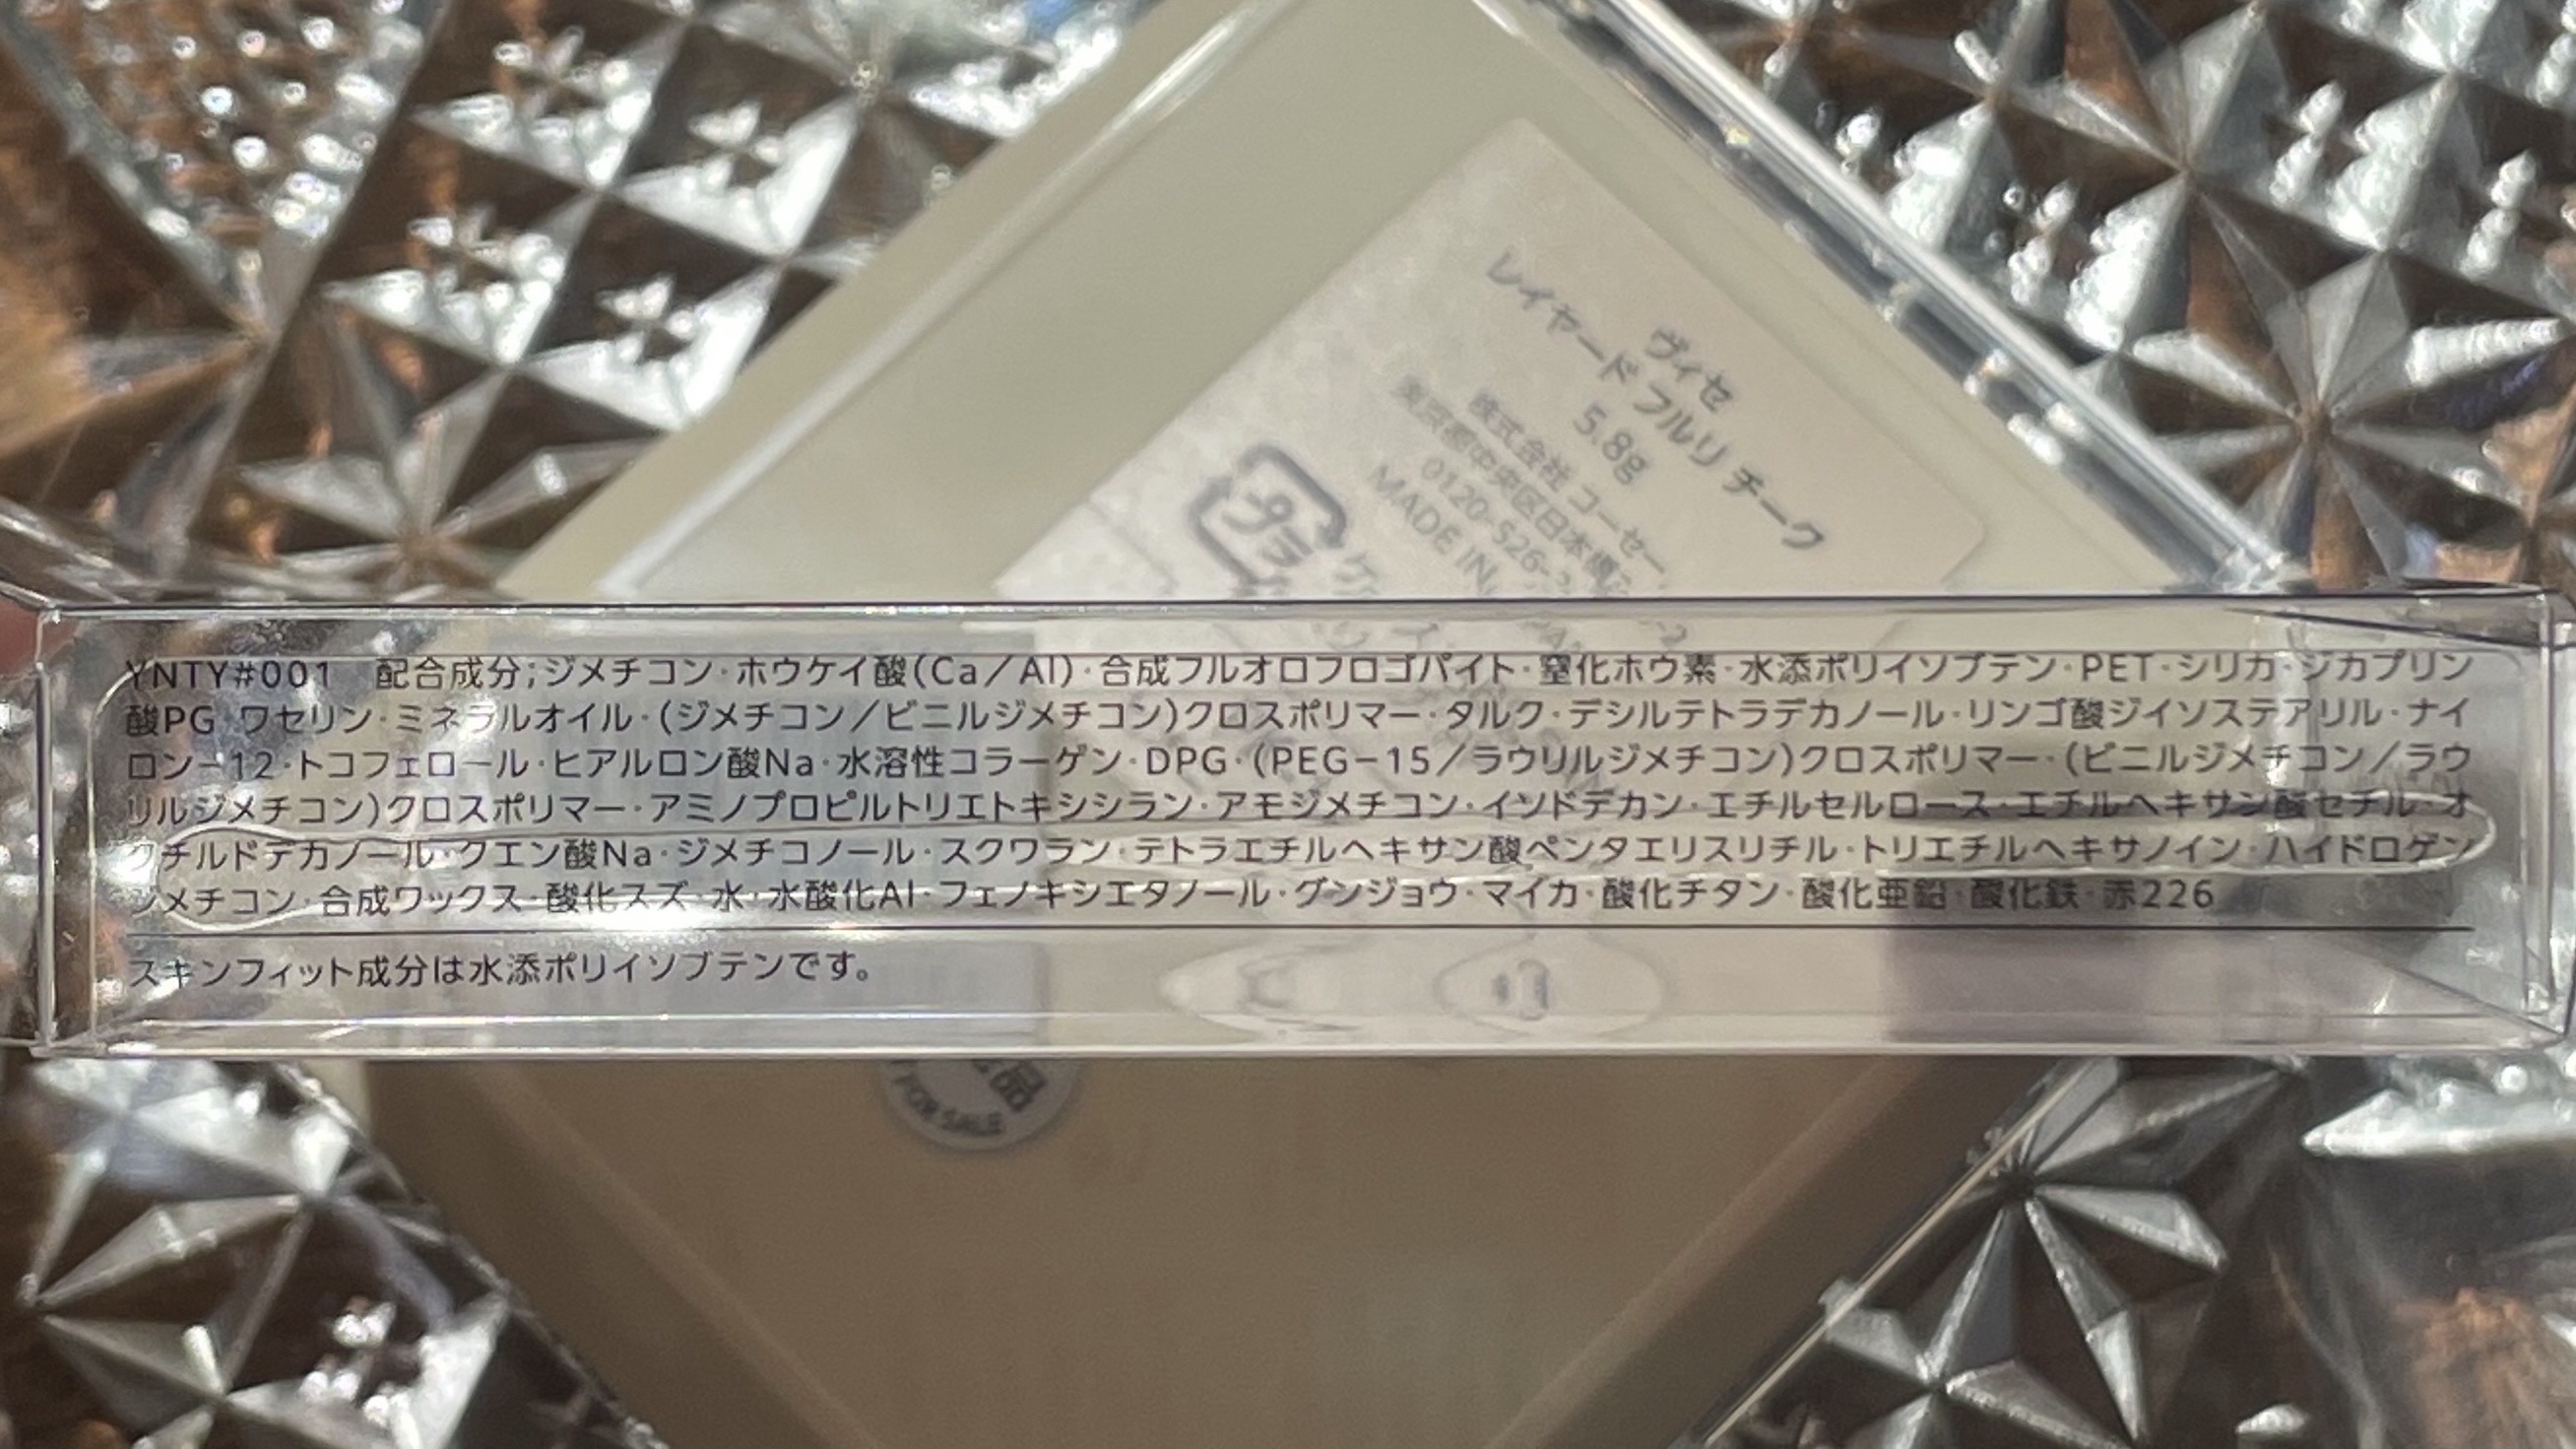 ヴィセ
レイヤード フルリ チーク
5.8g
株式会社 コーセー
東京都中央区日本橋
0120-526-
MADE IN
プラ
YNTY#001 配合成分;ジメチコン・ホウケイ酸(Ca/Al)・合成フルオロフロゴパイト・窒化ホウ素・水添ポリイソブテン・PET・シリカ・ジカプリン
酸PG・ワセリン・ミネラルオイル・(ジメチコン/ビニルジメチコン)クロスポリマー・タルク・デシルテトラデカノール・リンゴ酸ジイソステアリル・ナイ
ロン-12・トコフェロール・ヒアルロン酸Na・水溶性コラーゲン・DPG・(PEG-15/ラウリルジメチコン)クロスポリマー・(ビニルジメチコン/ラウ
リルジメチコン)クロスポリマー・アミノプロピルトリエトキシシラン・アモジメチコン・イソドデカン・エチルセルロース・エチルヘキサン酸セチル・オ
クチルドデカノール・クエン酸Na・ジメチコノール・スクワラン・テトラエチルヘキサン酸ペンタエリスリチル・トリエチルヘキサノイン・ハイドロゲン
ジメチコン・合成ワックス・酸化スズ・水・水酸化Al・フェノキシエタノール・グンジョウ・マイカ・酸化チタン・酸化亜鉛・酸化鉄・赤226
スキンフィット成分は水添ポリイソブテンです。
品
FOR SALE